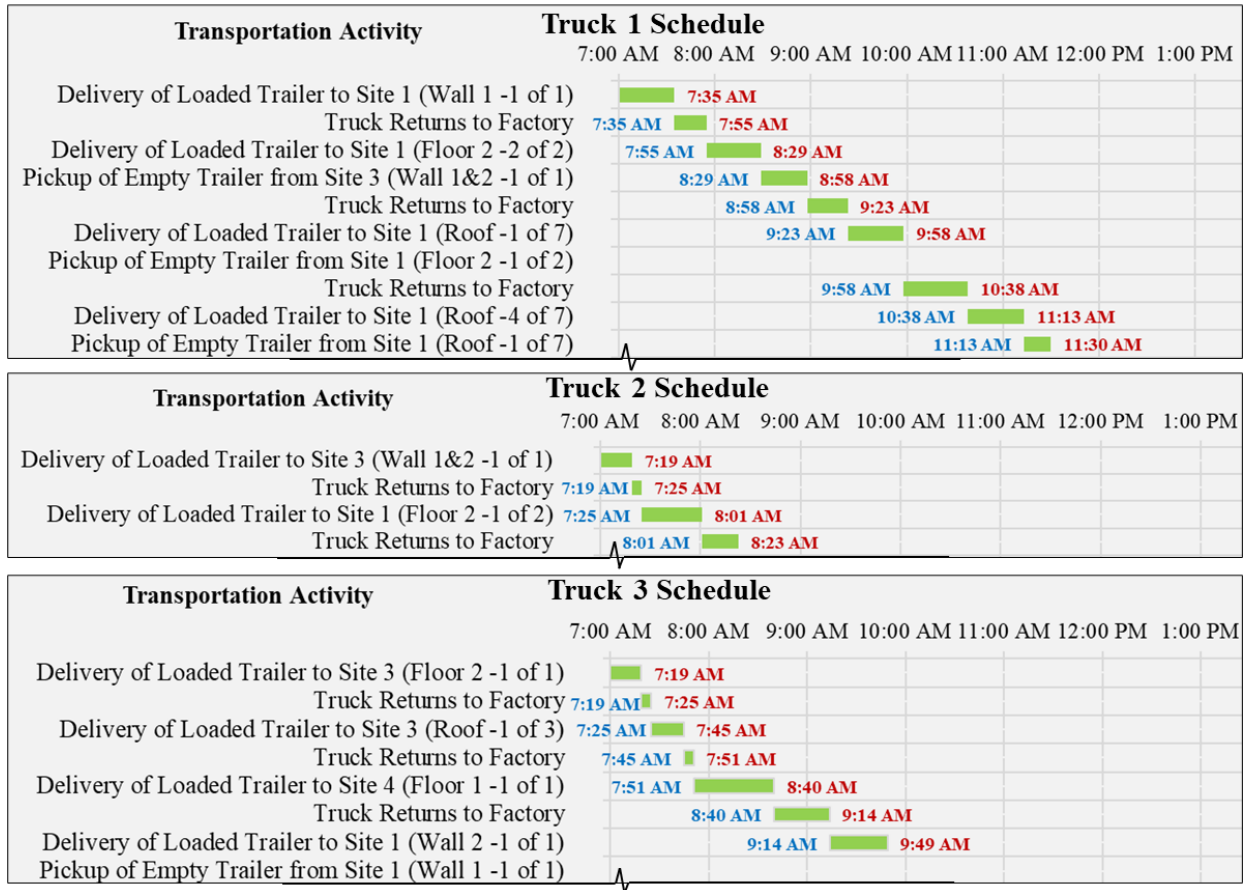 Transportation Activity
Truck 1 Schedule
7:00 AM 8:00 AM 9:00 AM 10:00 AM 11:00 AM 12:00 PM 1:00 PM
Delivery of Loaded Trailer to Site 1 (Wall 1 -1 of 1) 7:35 AM
Truck Returns to Factory 7:35 AM 7:55 AM
Delivery of Loaded Trailer to Site 1 (Floor 2 -2 of 2) 7:55 AM 8:29 AM
Pickup of Empty Trailer from Site 3 (Wall 1&2 -1 of 1) 8:29 AM 8:58 AM
Truck Returns to Factory 8:58 AM 9:23 AM
Delivery of Loaded Trailer to Site 1 (Roof -1 of 7) 9:23 AM 9:58 AM
Pickup of Empty Trailer from Site 1 (Floor 2 -1 of 2)
Truck Returns to Factory 9:58 AM 10:38 AM
Delivery of Loaded Trailer to Site 1 (Roof -4 of 7) 10:38 AM 11:13 AM
Pickup of Empty Trailer from Site 1 (Roof -1 of 7) 11:13 AM 11:30 AM
Transportation Activity
Truck 2 Schedule
7:00 AM 8:00 AM 9:00 AM 10:00 AM 11:00 AM 12:00 PM 1:00 PM
Delivery of Loaded Trailer to Site 3 (Wall 1&2 -1 of 1) 7:19 AM
Truck Returns to Factory 7:19 AM 7:25 AM
Delivery of Loaded Trailer to Site 1 (Floor 2 -1 of 2) 7:25 AM 8:01 AM
Truck Returns to Factory 8:01 AM 8:23 AM
Transportation Activity
Truck 3 Schedule
7:00 AM 8:00 AM 9:00 AM 10:00 AM 11:00 AM 12:00 PM 1:00 PM
Delivery of Loaded Trailer to Site 3 (Floor 2 -1 of 1) 7:19 AM
Truck Returns to Factory 7:19 AM 7:25 AM
Delivery of Loaded Trailer to Site 3 (Roof -1 of 3) 7:25 AM 7:45 AM
Truck Returns to Factory 7:45 AM 7:51 AM
Delivery of Loaded Trailer to Site 4 (Floor 1 -1 of 1) 7:51 AM 8:40 AM
Truck Returns to Factory 8:40 AM 9:14 AM
Delivery of Loaded Trailer to Site 1 (Wall 2 -1 of 1) 9:14 AM 9:49 AM
Pickup of Empty Trailer from Site 1 (Wall 1 -1 of 1)